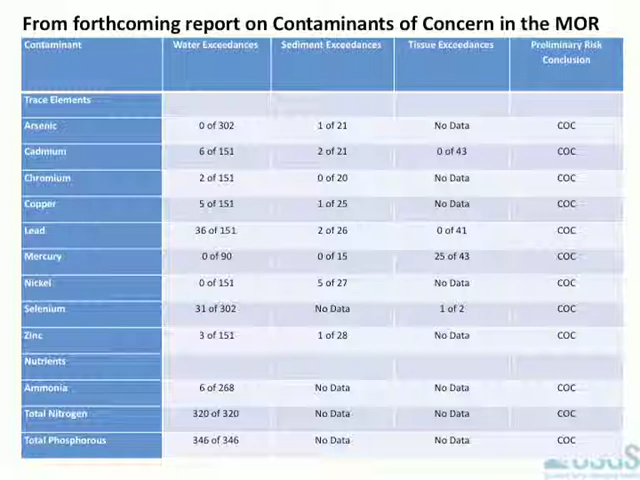 From forthcoming report on Contaminants of Concern in the MOR
Contaminant Water Exceedances Sediment Exceedances Tissue Exceedances Preliminary Risk
Conclusion
Trace Elements
Arsenic 0 of 302 1 of 21 No Data COC
Cadmium 6 of 151 2 of 21 0 of 43 COC
Chromium 2 of 151 0 of 20 No Data COC
Copper 5 of 151 1 of 25 No Data COC
Lead 36 of 151 2 of 26 0 of 41 COC
Mercury 0 of 90 0 of 15 25 of 43 COC
Nickel 0 of 151 5 of 27 No Data COC
Selenium 31 of 302 No Data 1 of 2 COC
Zinc 3 of 151 1 of 28 No Data COC
Nutrients
Ammonia 6 of 268 No Data No Data COC
Total Nitrogen 320 of 320 No Data No Data COC
Total Phosphorous 346 of 346 No Data No Data COC
USGS